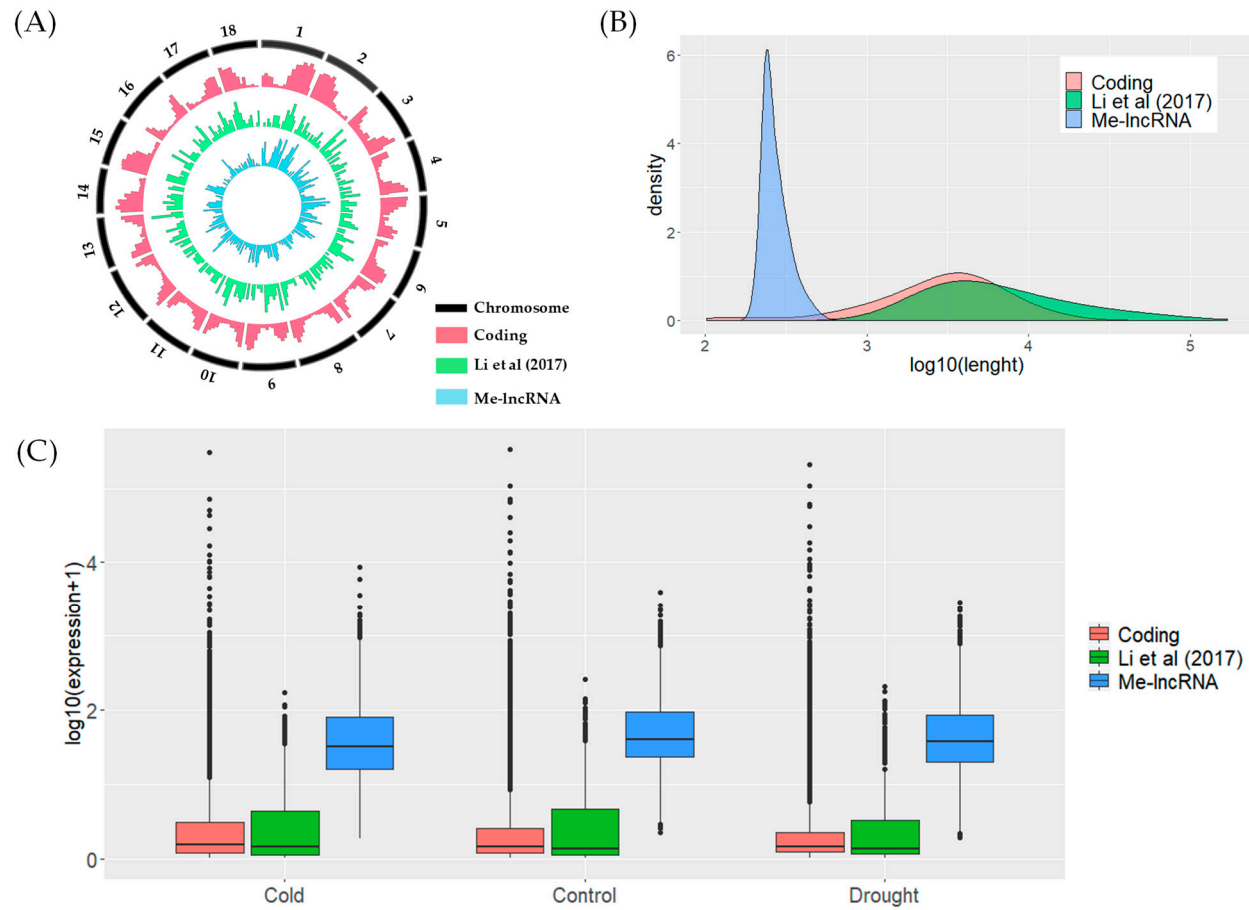 (A)
1
2
3
4
5
6
7
8
9
10
11
12
13
14
15
16
17
18
Chromosome
Coding
Li et al (2017)
Me-lncRNA
(B)
density
6
4
2
0
2
3
4
5
log10(lenght)
Coding
Li et al (2017)
Me-lncRNA
(C)
log10(expression+1)
4
2
0
Cold
Control
Drought
Coding
Li et al (2017)
Me-lncRNA